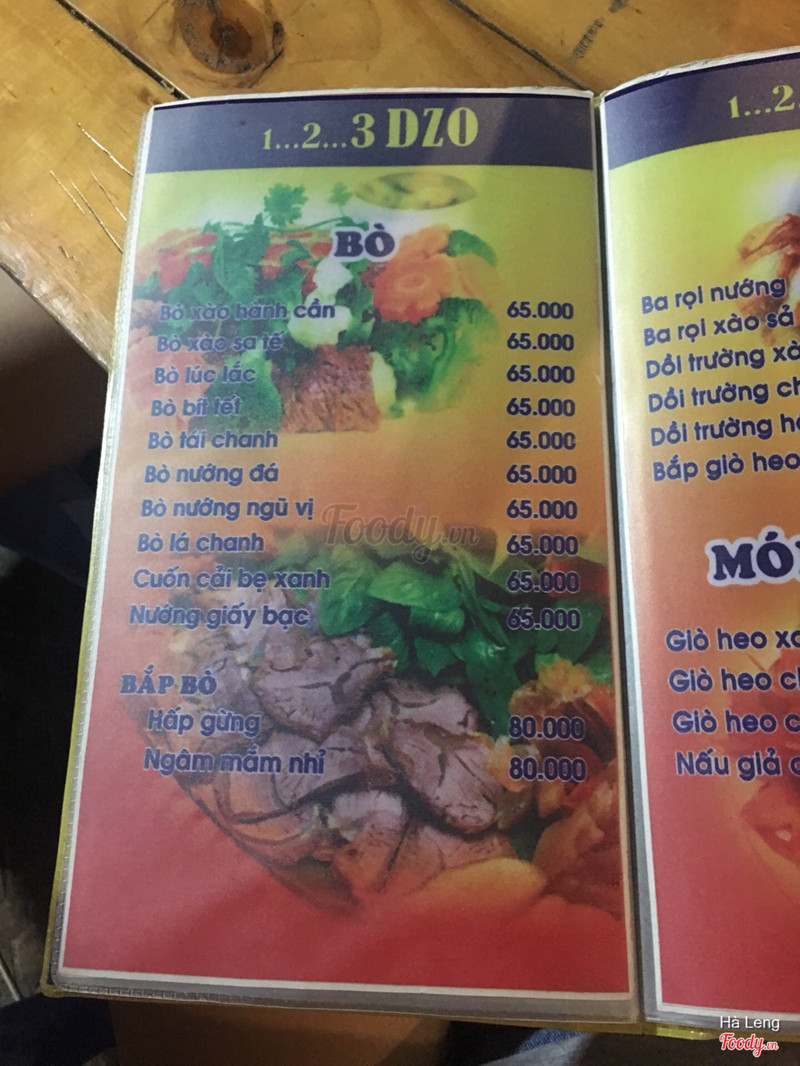 1...2...3 DZO
BÒ
Bò xào hành cần 65.000
Bò xào sa tế 65.000
Bò lúc lắc 65.000
Bò bít tết 65.000
Bò tái chanh 65.000
Bò nướng đá 65.000
Bò nướng ngũ vị 65.000
Bò lá chanh 65.000
Cuốn cải bẹ xanh 65.000
Nướng giấy bạc 65.000
BẮP BÒ
Hấp gừng 80.000
Ngâm mắm nhỉ 80.000
Foody.vn
1...2
Ba rọi nướng
Ba rọi xào sả
Dồi trường xà
Dồi trường ch
Dồi trường h
Bắp giò heo
MÓ
Giò heo x
Giò heo c
Giò heo c
Nấu giả
Hà Leng
Foody.vn